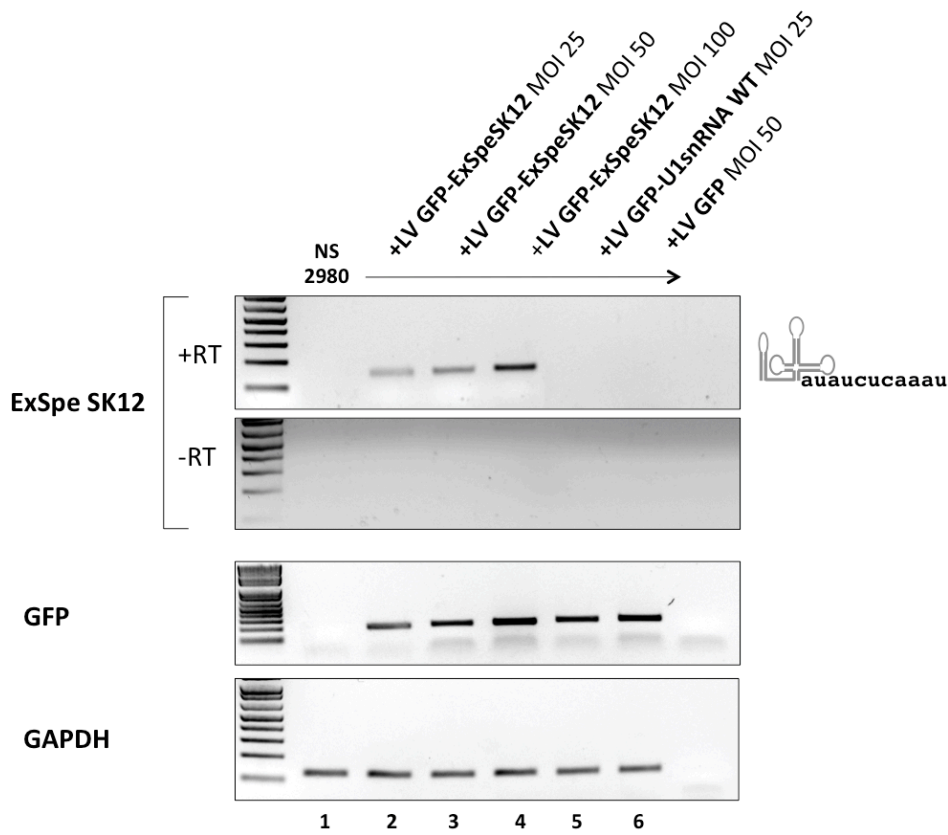 +LV GFP-ExSpeSK12 MOI 25
+LV GFP-ExSpeSK12 MOI 50
+LV GFP-ExSpeSK12 MOI 100
+LV GFP-U1snRNA WT MOI 25
+LV GFP MOI 50
NS
2980
+RT
ExSpe SK12
-RT
auaucucaaau
GFP
GAPDH
1 2 3 4 5 6